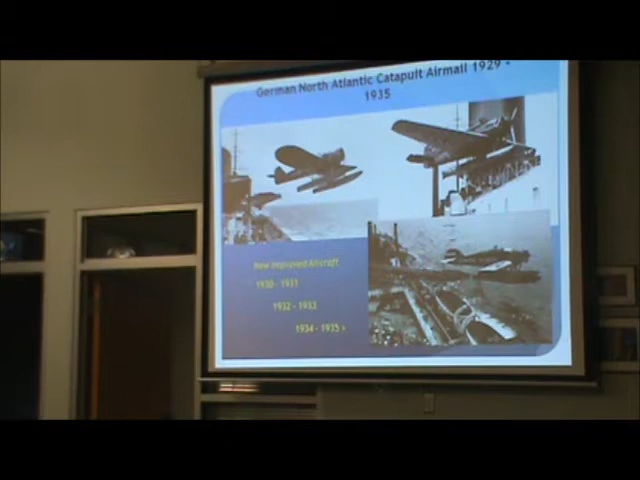 German North Atlantic Catapult Airmail 1929 -
1935
New Improved Aircraft
1930 - 1931
1932 - 1933
1934 - 1935